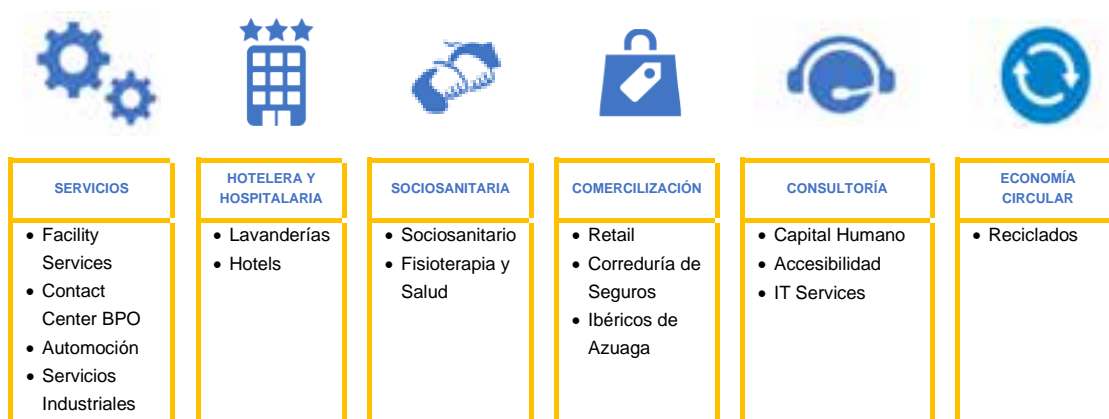 SERVICIOS
• Facility
Services
• Contact
Center BPO
• Automoción
• Servicios
Industriales
HOTELERA Y
HOSPITALARIA
• Lavanderías
• Hotels
SOCIOSANITARIA
• Sociosanitario
• Fisioterapia y
Salud
COMERCILIZACIÓN
• Retail
• Correduría de
Seguros
• Ibéricos de
Azuaga
CONSULTORÍA
• Capital Humano
• Accesibilidad
• IT Services
ECONOMÍA
CIRCULAR
• Reciclados